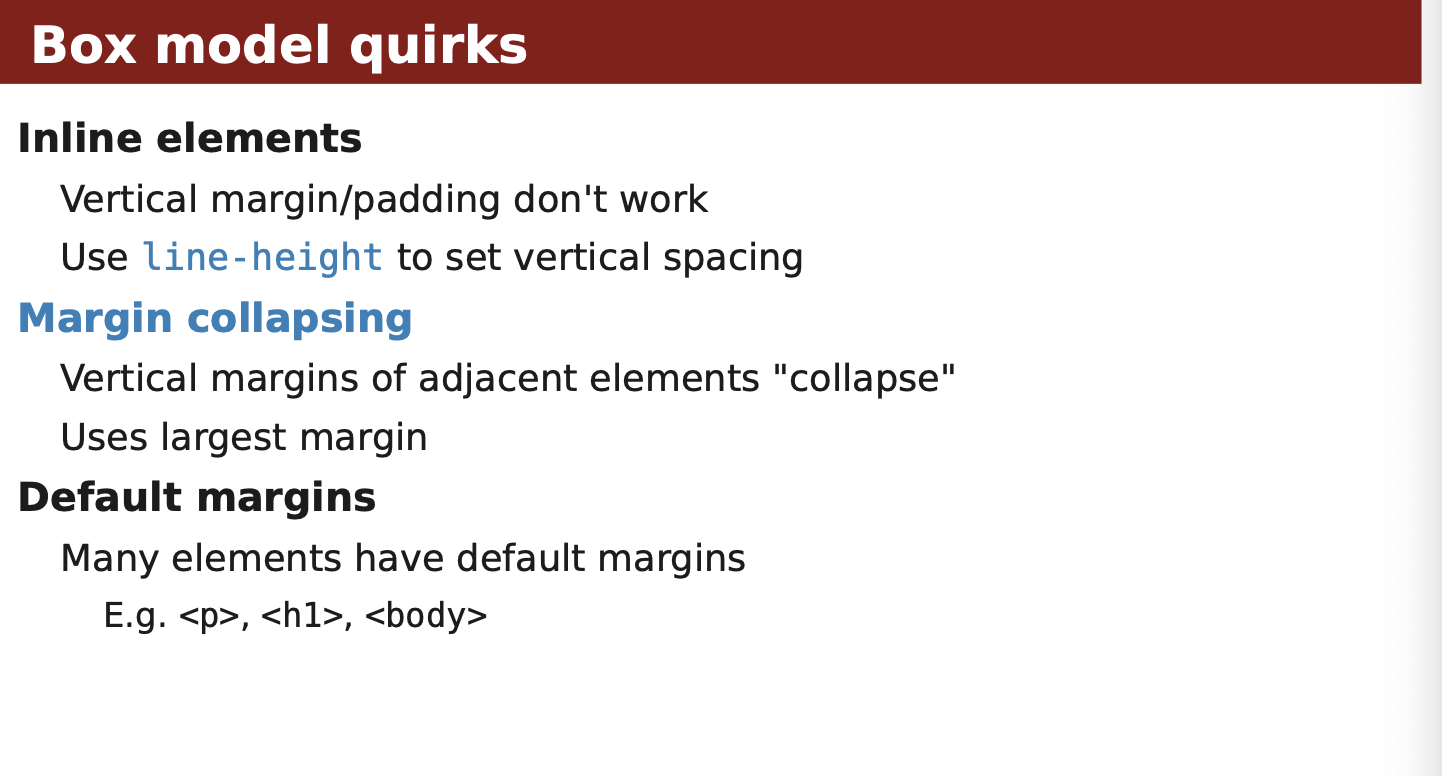 Box model quirks
Inline elements
Vertical margin/padding don't work
Use line-height to set vertical spacing
Margin collapsing
Vertical margins of adjacent elements "collapse"
Uses largest margin
Default margins
Many elements have default margins
E.g. <p>, <h1>, <body>